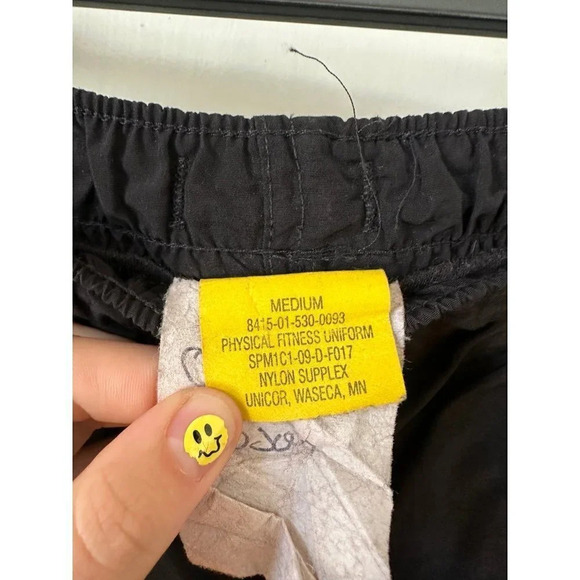 MEDIUM
8415-01-530-0093
PHYSICAL FITNESS UNIFORM
SPM1C1-09-D-F017
NYLON SUPPLEX
UNICOR, WASECA, MN